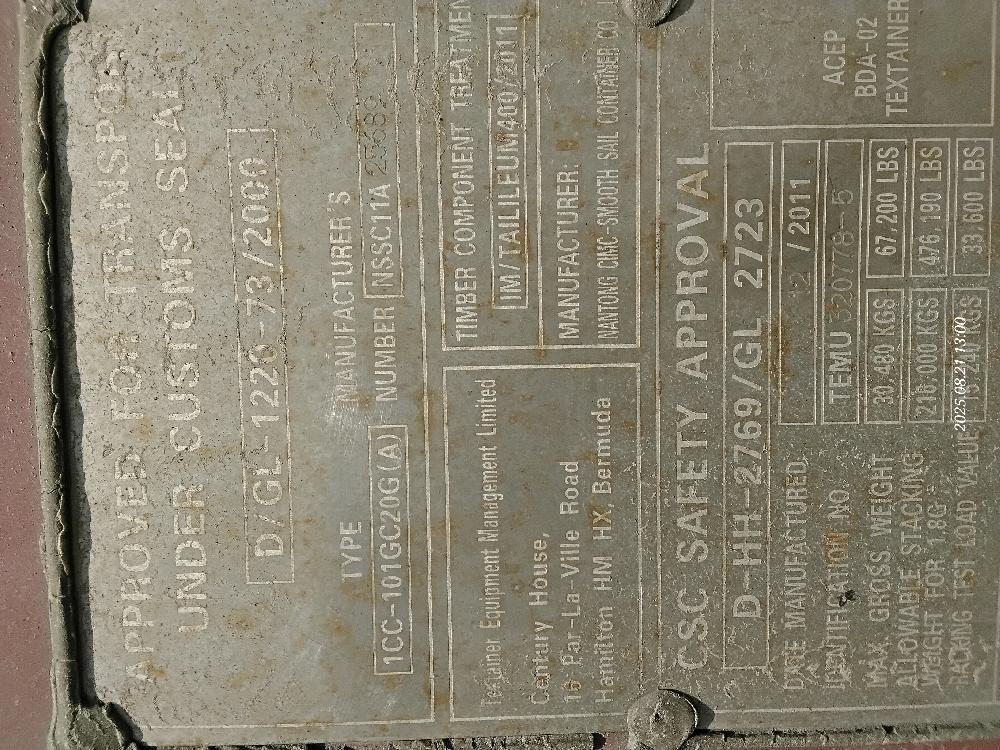 APPROVED FOR TRANSPOR
UNDER CUSTOMS SEAL
D/GL-1226-73/2000
TYPE
1CC-101GC20G(A)
MANUFACTURER'S
NUMBER NSSC11A
Textainer Equipment Management Limited
Century House,
16 Par-La-Ville Road
Hamilton HM HX, Bermuda
TIMBER COMPONENT TREATMEN
IM/TAILILEUM400/2011
MANUFACTURER:
NANTONG CIMC-SMOOTH SAIL CONTAINER CO
CSC SAFETY APPROVAL
D-HH-2769/GL 2723
DATE MANUFACTURED 12 / 2011
IDENTIFICATION NO. TEMU 320778-5
MAX. GROSS WEIGHT 30,480 KGS 67,200 LBS
ALLOWABLE STACKING
WEIGHT FOR 1.8G 216,000 KGS 476,190 LBS
RACKING TEST LOAD VALUE 15,240 KGS 33,600 LBS
ACEP
BDA-02
TEXTAINER
2025.08.21 13:00